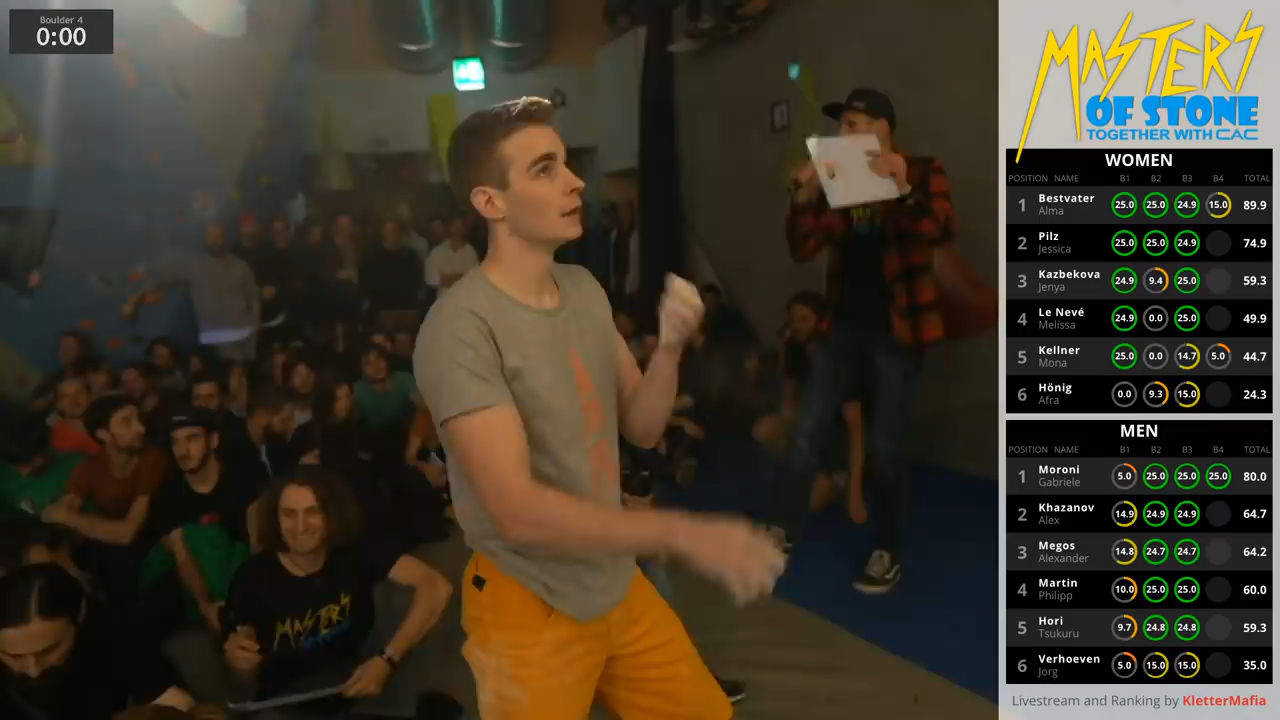 Boulder 4
0:00
MASTERS
OF STONE
TOGETHER WITH CAC
WOMEN
POSITION NAME B1 B2 B3 B4 TOTAL
1 Bestvater Alma 25.0 25.0 24.9 15.0 89.9
2 Pilz Jessica 25.0 25.0 24.9 74.9
3 Kazbekova Jenya 24.9 9.4 25.0 59.3
4 Le Nevé Melissa 24.9 0.0 25.0 49.9
5 Kellner Mona 25.0 0.0 14.7 5.0 44.7
6 Hönig Afra 0.0 9.3 15.0 24.3
MEN
POSITION NAME B1 B2 B3 B4 TOTAL
1 Moroni Gabriele 5.0 25.0 25.0 25.0 80.0
2 Khazanov Alex 14.9 24.9 24.9 64.7
3 Megos Alexander 14.8 24.7 24.7 64.2
4 Martin Philipp 10.0 25.0 25.0 60.0
5 Hori Tsukuru 9.7 24.8 24.8 59.3
6 Verhoeven Jorg 5.0 15.0 15.0 35.0
Livestream and Ranking by KletterMafia
MASTERS